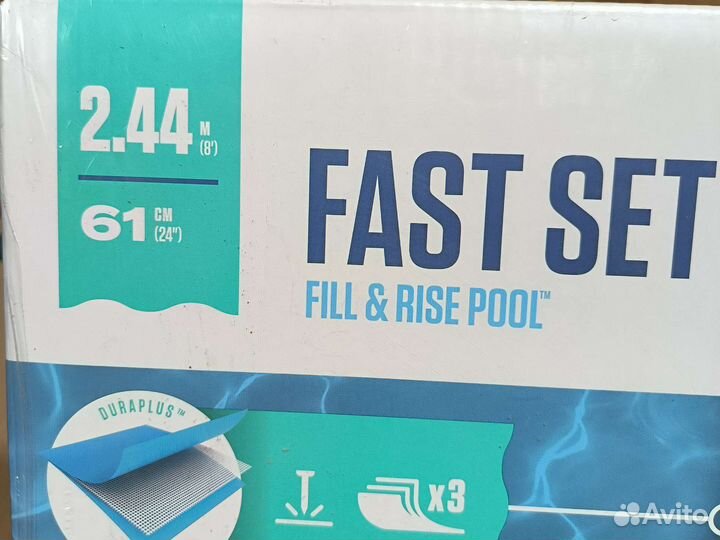 2.44 M (8')
61 CM (24")
FAST SET
FILL & RISE POOL™
DURAPLUS™
x3
Avito